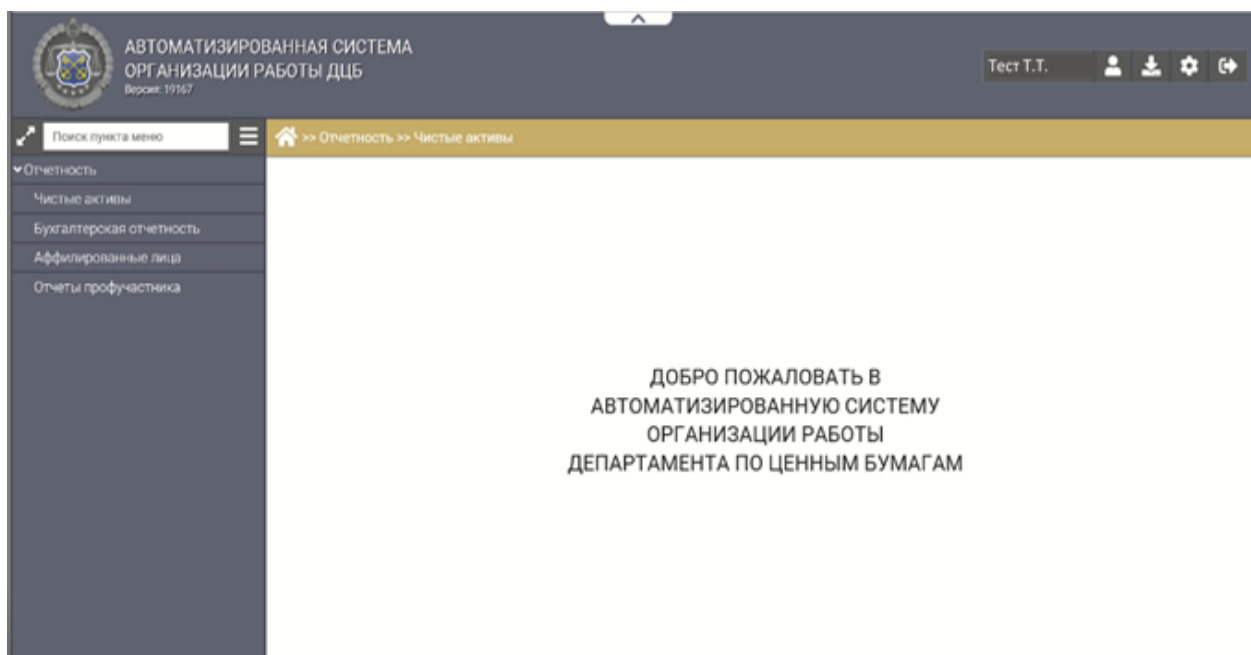 АВТОМАТИЗИРОВАННАЯ СИСТЕМА
ОРГАНИЗАЦИИ РАБОТЫ ДЦБ
Версия: 19167
Тест Т.Т.
Поиск пункта меню
>> Отчетность >> Чистые активы
Отчетность
Чистые активы
Бухгалтерская отчетность
Аффилированные лица
Отчеты профучастника
ДОБРО ПОЖАЛОВАТЬ В
АВТОМАТИЗИРОВАННУЮ СИСТЕМУ
ОРГАНИЗАЦИИ РАБОТЫ
ДЕПАРТАМЕНТА ПО ЦЕННЫМ БУМАГАМ